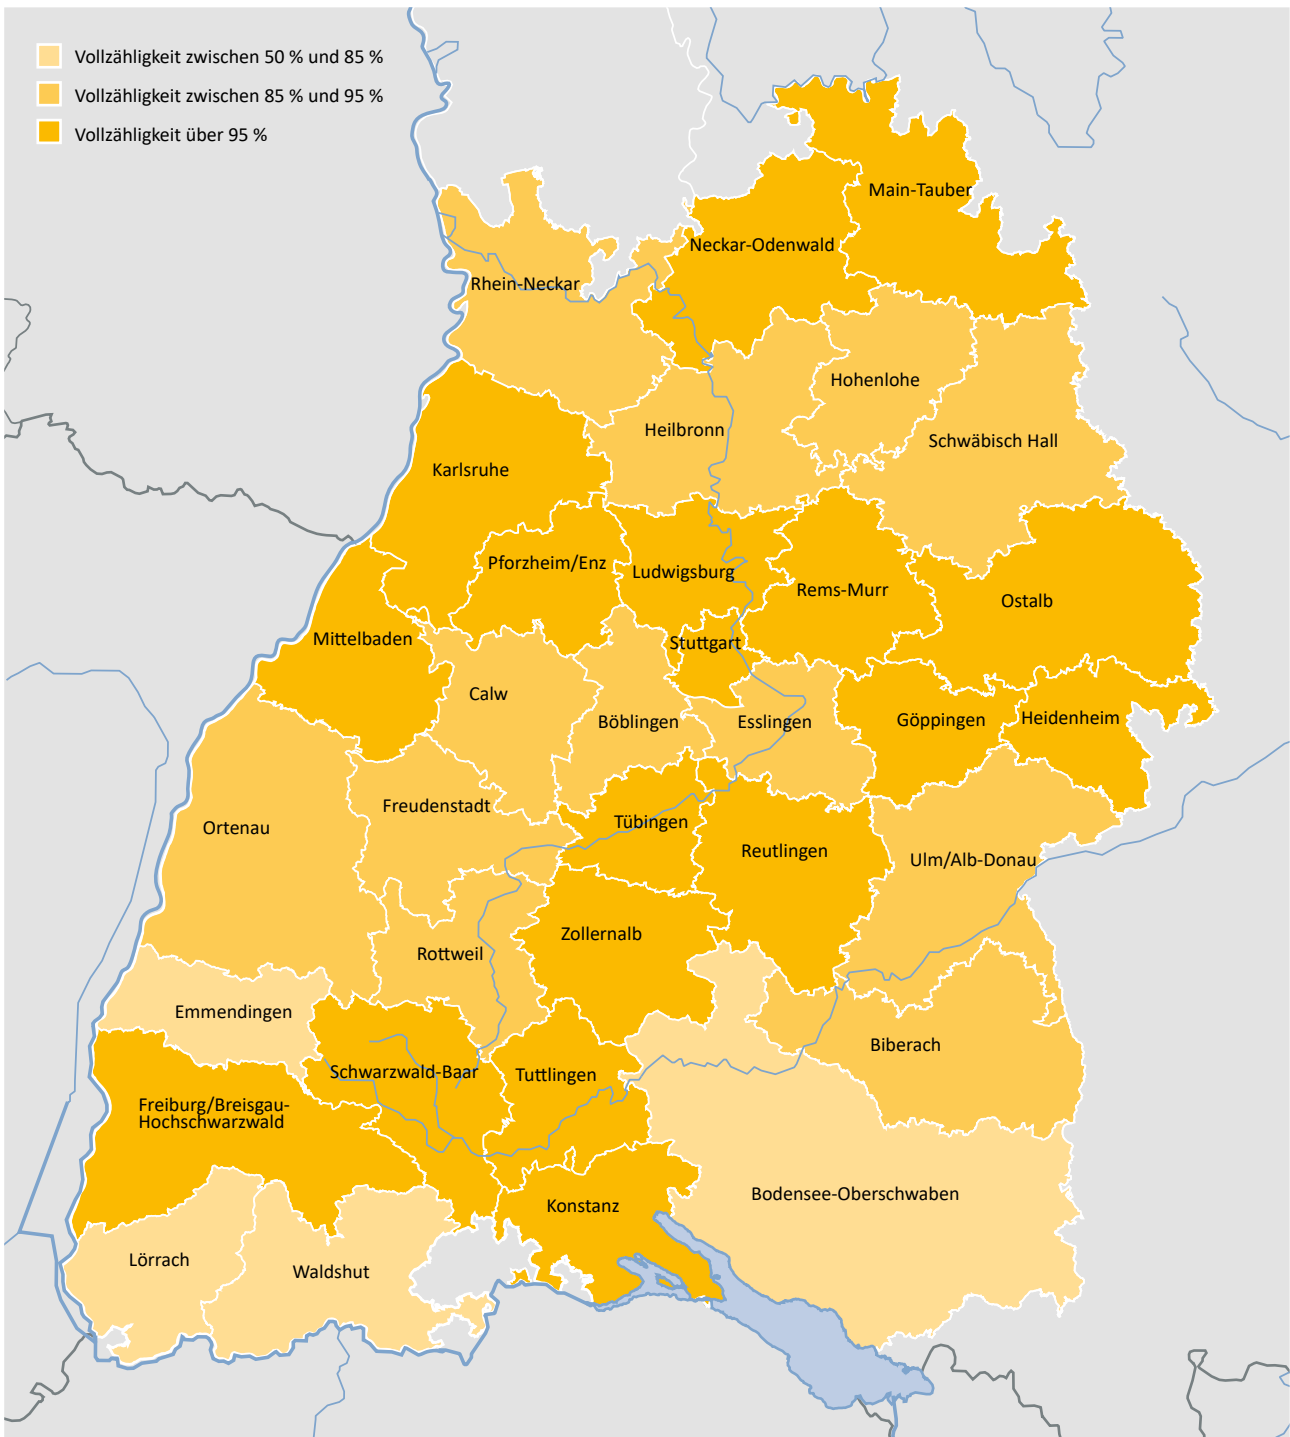 Vollzähligkeit zwischen 50 % und 85 %
Vollzähligkeit zwischen 85 % und 95 %
Vollzähligkeit über 95 %
Main-Tauber
Neckar-Odenwald
Rhein-Neckar
Hohenlohe
Heilbronn
Schwäbisch Hall
Karlsruhe
Pforzheim/Enz
Ludwigsburg
Rems-Murr
Ostalb
Mittelbaden
Stuttgart
Calw
Böblingen
Esslingen
Göppingen
Heidenheim
Freudenstadt
Ortenau
Tübingen
Reutlingen
Ulm/Alb-Donau
Zollernalb
Rottweil
Emmendingen
Biberach
Schwarzwald-Baar
Tuttlingen
Freiburg/Breisgau-
Hochschwarzwald
Bodensee-Oberschwaben
Konstanz
Lörrach
Waldshut